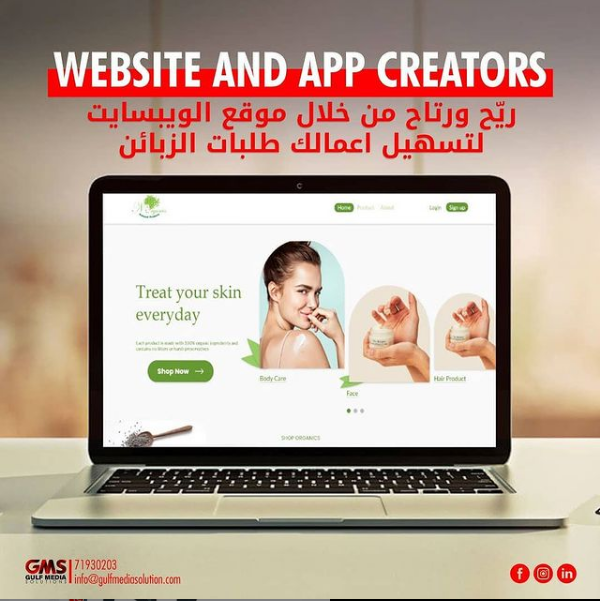 WEBSITE AND APP CREATORS
ريّح ورتاح من خلال موقع الويبسايت
لتسهيل اعمالك طلبات الزبائن
Home Product About Login Sign up
Treat your skin
everyday
Shop Now
Body Care
Face
Hair Product
SHOP ORGANICS
GMS
GULF MEDIA
SOLUTIONS
71930203
info@gulfmediasolution.com